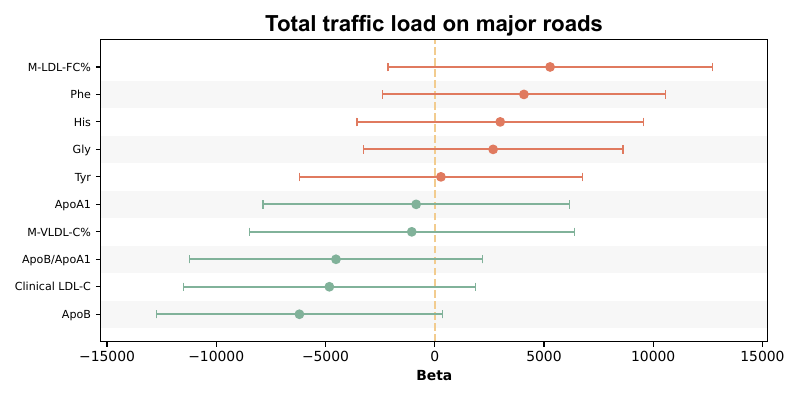 Total traffic load on major roads
M-LDL-FC%
Phe
His
Gly
Tyr
ApoA1
M-VLDL-C%
ApoB/ApoA1
Clinical LDL-C
ApoB
−15000 −10000 −5000 0 5000 10000 15000
Beta